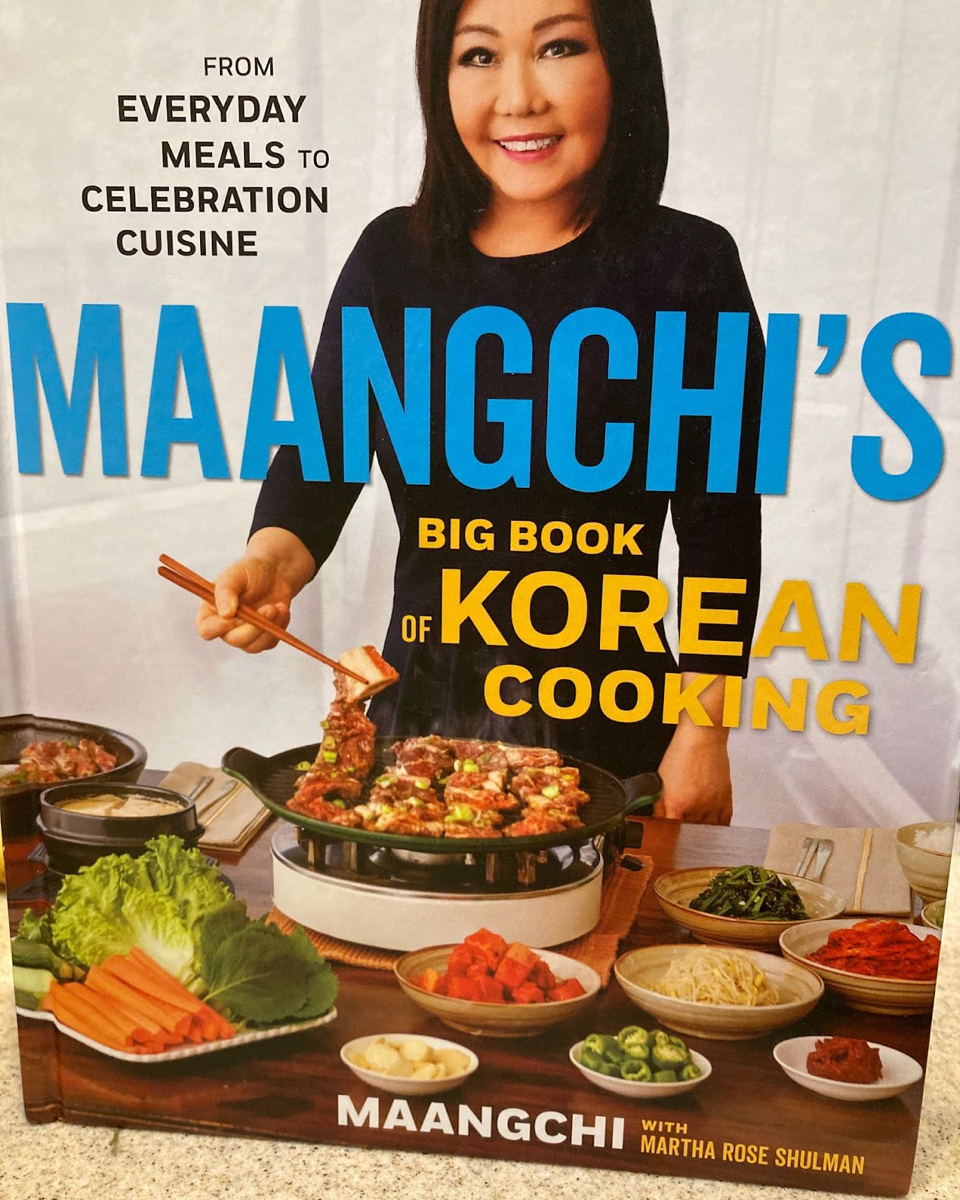 FROM
EVERYDAY
MEALS TO
CELEBRATION
CUISINE
MAANGCHI'S
BIG BOOK
OF KOREAN
COOKING
MAANGCHI WITH
MARTHA ROSE SHULMAN